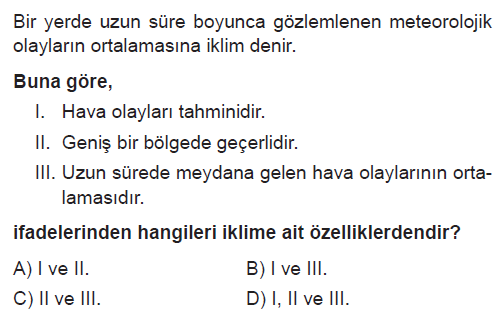 Bir yerde uzun süre boyunca gözlemlenen meteorolojik
olayların ortalamasına iklim denir.
Buna göre,
I. Hava olayları tahminidir.
II. Geniş bir bölgede geçerlidir.
III. Uzun sürede meydana gelen hava olaylarının orta-
lamasıdır.
ifadelerinden hangileri iklime ait özelliklerdendir?
A) I ve II. B) I ve III.
C) II ve III. D) I, II ve III.